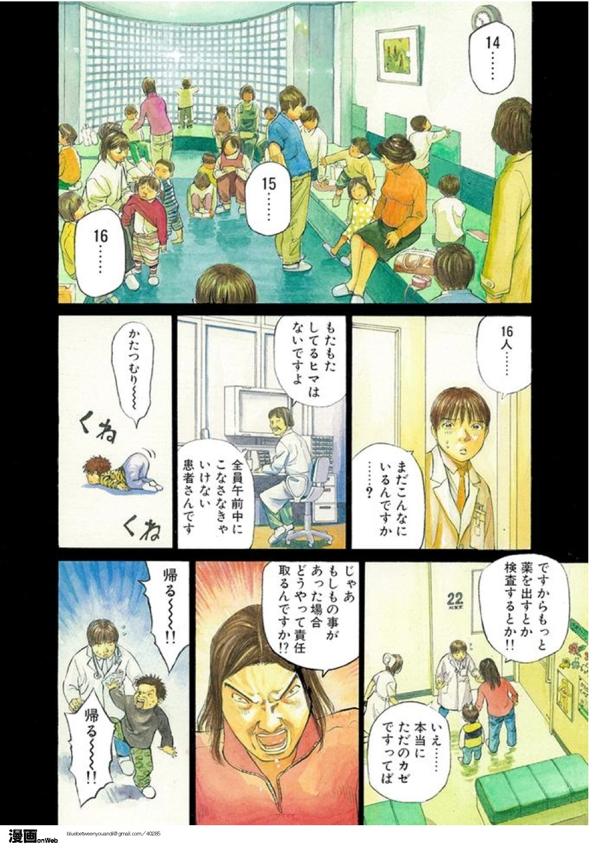 14
……
15
……
16
……
16人……
まだこんなに
いるんですか
……？
もたもた
してるヒマは
ないですよ
全員午前中に
こなさなきゃ
いけない
患者さんです
かたつむり〜〜〜
くね
くね
ですからもっと
薬を出すとか
検査するとか!!
22
いえ……
本当に
ただのカゼ
ですってば
じゃあ
もしもの事が
あった場合
どうやって責任
取るんですか!?
帰る〜〜〜!!
帰る〜〜〜!!
漫画 on Web
bluebetweenyouandi@gmail.com／40285